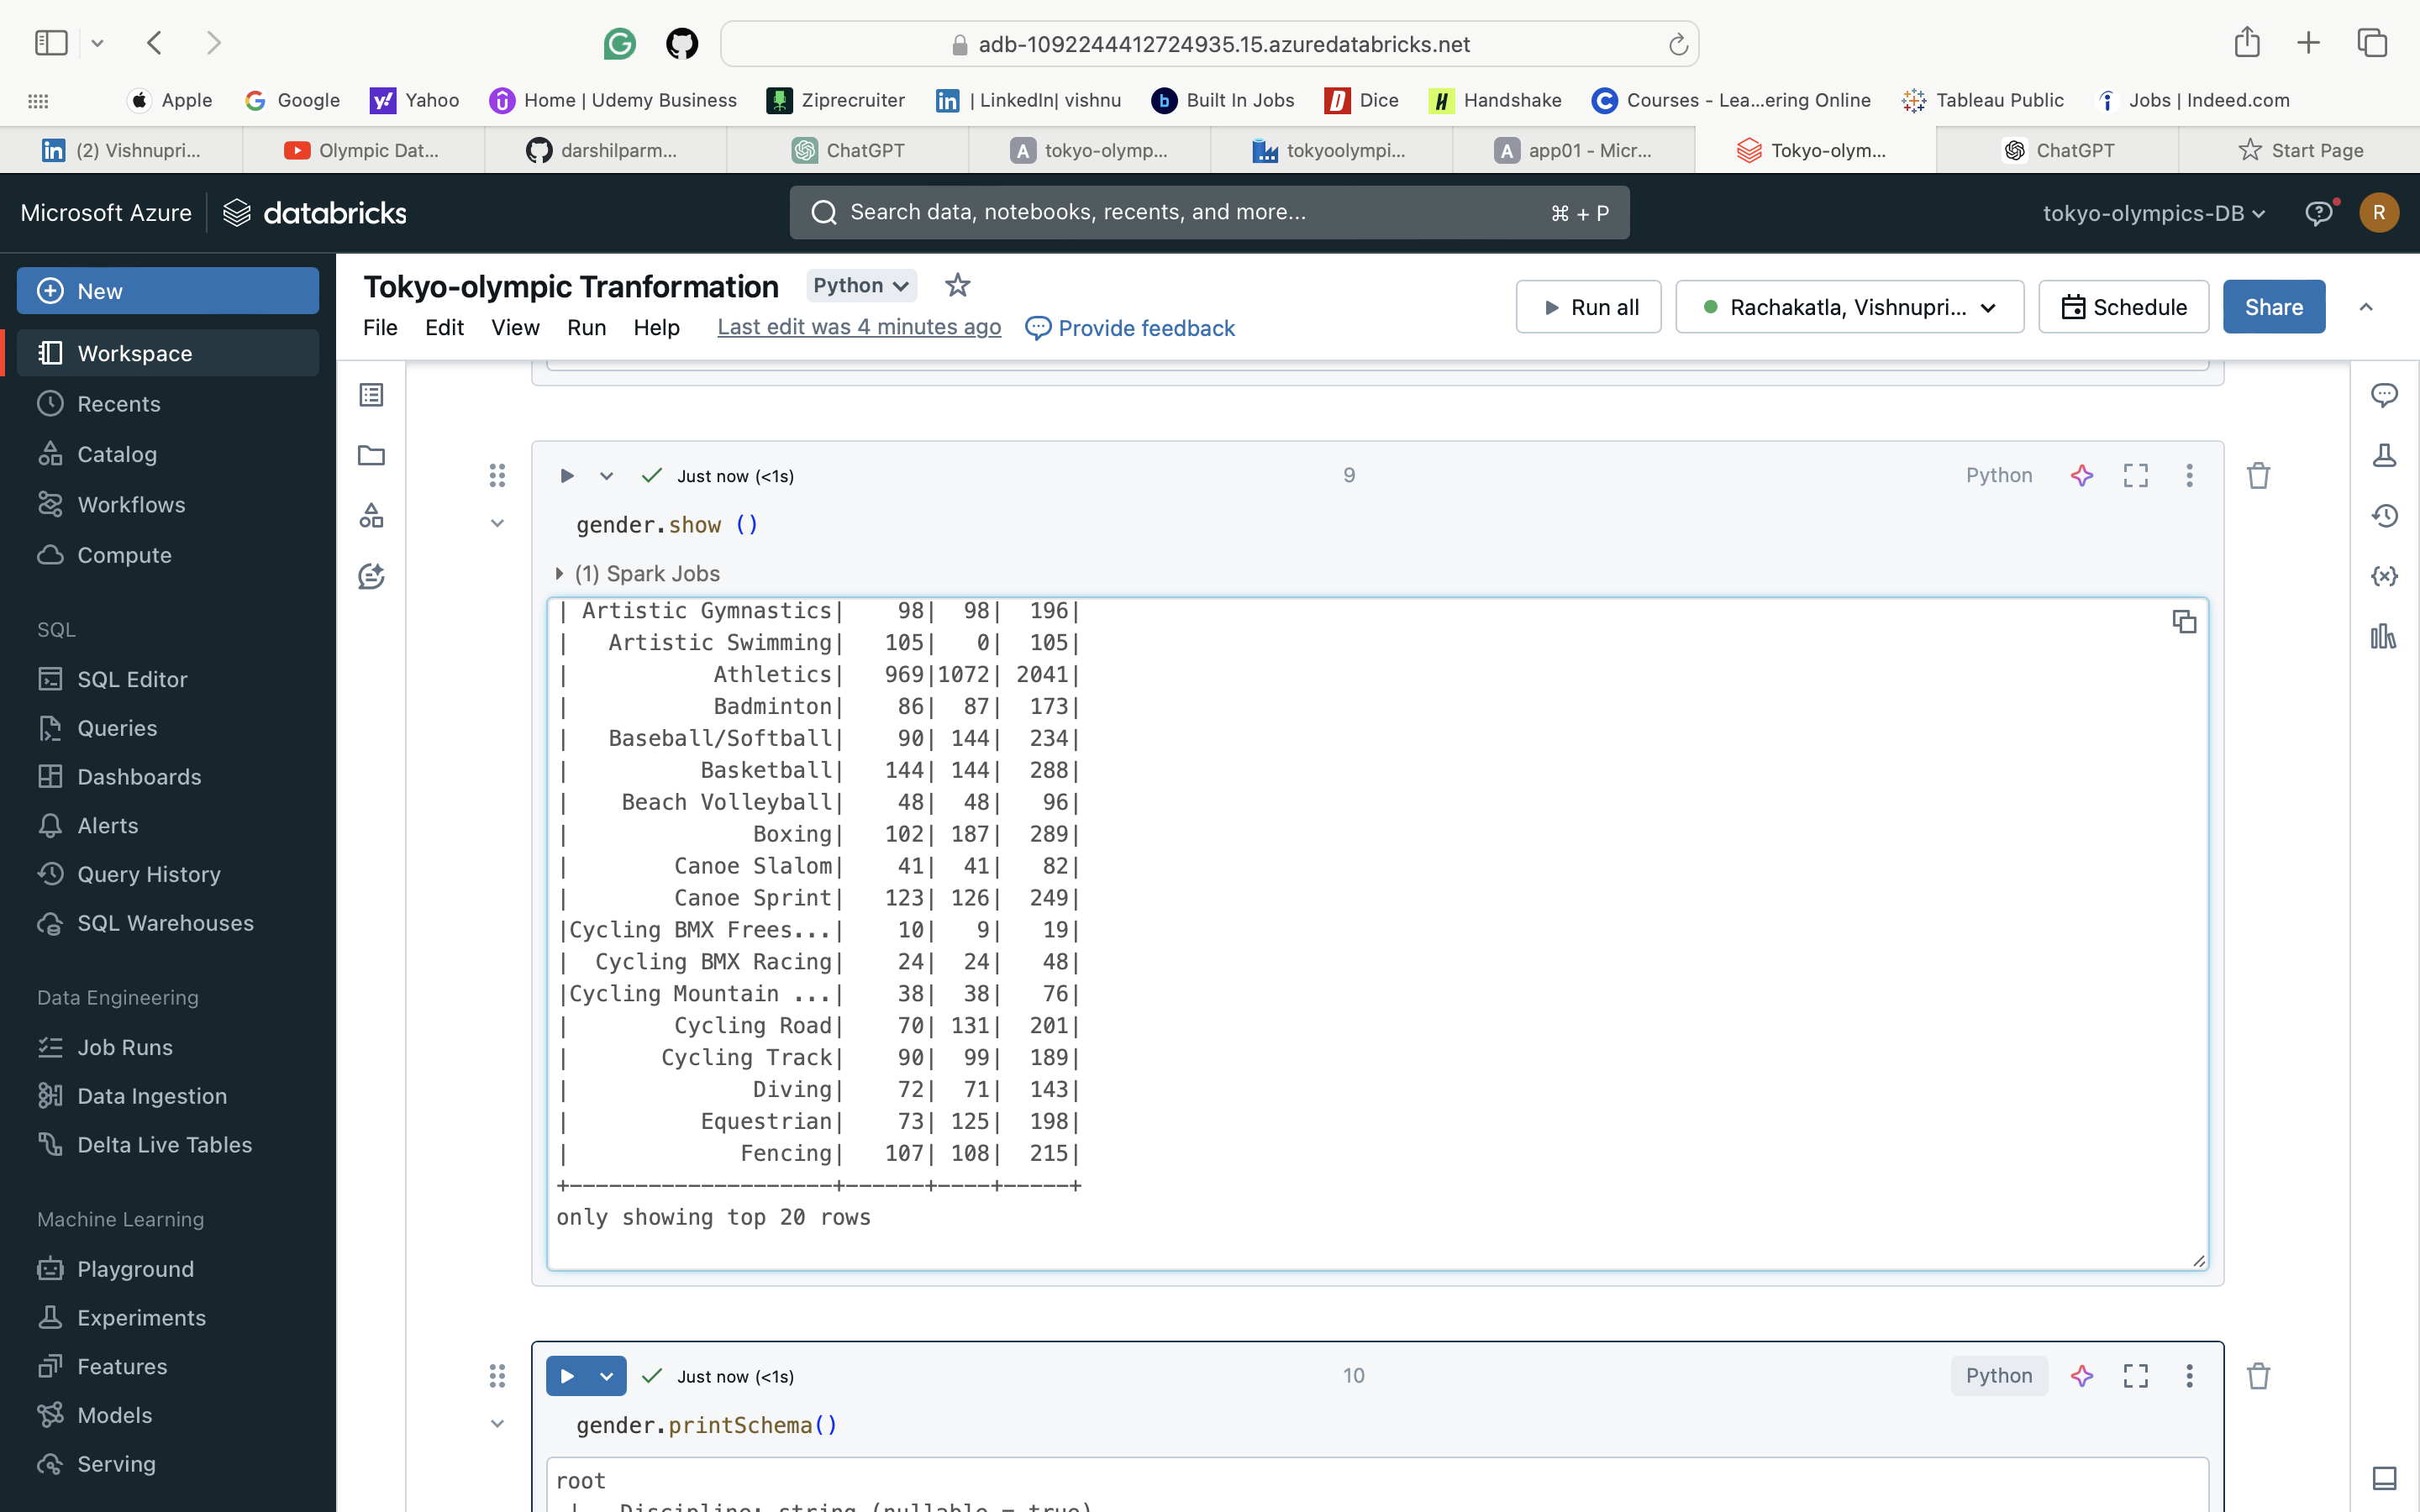 adb-1092244412724935.15.azuredatabricks.net
Apple Google Yahoo Home | Udemy Business Ziprecruiter | LinkedIn| vishnu Built In Jobs Dice Handshake Courses - Lea...ering Online Tableau Public Jobs | Indeed.com
(2) Vishnupri... Olympic Dat... darshilparm... ChatGPT tokyo-olymp... tokyoolympi... app01 - Micr... Tokyo-olym... ChatGPT Start Page
Microsoft Azure databricks Search data, notebooks, recents, and more... ⌘ + P tokyo-olympics-DB R
New
Workspace
Recents
Catalog
Workflows
Compute
SQL
SQL Editor
Queries
Dashboards
Alerts
Query History
SQL Warehouses
Data Engineering
Job Runs
Data Ingestion
Delta Live Tables
Machine Learning
Playground
Experiments
Features
Models
Serving
Tokyo-olympic Tranformation Python
File Edit View Run Help Last edit was 4 minutes ago Provide feedback
Run all Rachakatla, Vishnupri... Schedule Share
Just now (<1s) 9 Python
gender.show ()
(1) Spark Jobs
| Artistic Gymnastics|    98|  98|  196|
|   Artistic Swimming|   105|   0|  105|
|           Athletics|   969|1072| 2041|
|           Badminton|    86|  87|  173|
|   Baseball/Softball|    90| 144|  234|
|          Basketball|   144| 144|  288|
|    Beach Volleyball|    48|  48|   96|
|              Boxing|   102| 187|  289|
|        Canoe Slalom|    41|  41|   82|
|        Canoe Sprint|   123| 126|  249|
|Cycling BMX Frees...|    10|   9|   19|
|  Cycling BMX Racing|    24|  24|   48|
|Cycling Mountain ...|    38|  38|   76|
|        Cycling Road|    70| 131|  201|
|       Cycling Track|    90|  99|  189|
|              Diving|    72|  71|  143|
|          Equestrian|    73| 125|  198|
|             Fencing|   107| 108|  215|
+--------------------+------+----+-----+
only showing top 20 rows
Just now (<1s) 10 Python
gender.printSchema()
root
|-- Discipline: string (nullable = true)